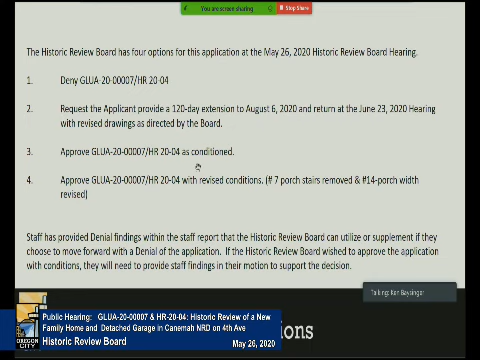 You are screen sharing
Stop Share
The Historic Review Board has four options for this application at the May 26, 2020 Historic Review Board Hearing.
1. Deny GLUA-20-00007/HR 20-04
2. Request the Applicant provide a 120-day extension to August 6, 2020 and return at the June 23, 2020 Hearing
with revised drawings as directed by the Board.
3. Approve GLUA-20-00007/HR 20-04 as conditioned.
4. Approve GLUA-20-00007/HR 20-04 with revised conditions. (# 7 porch stairs removed & #14-porch width
revised)
Staff has provided Denial findings within the staff report that the Historic Review Board can utilize or supplement if they
choose to move forward with a Denial of the application. If the Historic Review Board wished to approve the application
with conditions, they will need to provide staff findings in their motion to support the decision.
Talking: Ken Baysinger
Public Hearing: GLUA-20-00007 & HR-20-04: Historic Review of a New
Family Home and Detached Garage in Canemah NRD on 4th Ave
Historic Review Board May 26, 2020
OREGON
CITY
ions